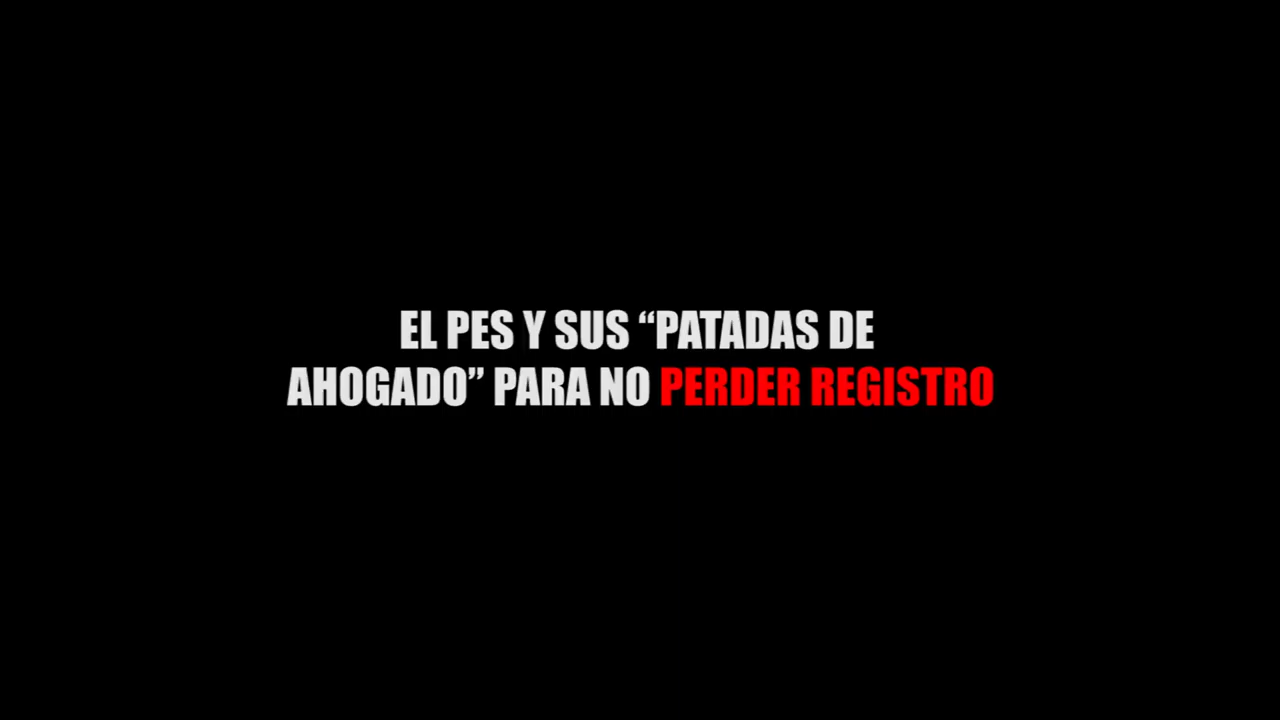 EL PES Y SUS “PATADAS DE
AHOGADO” PARA NO PERDER REGISTRO